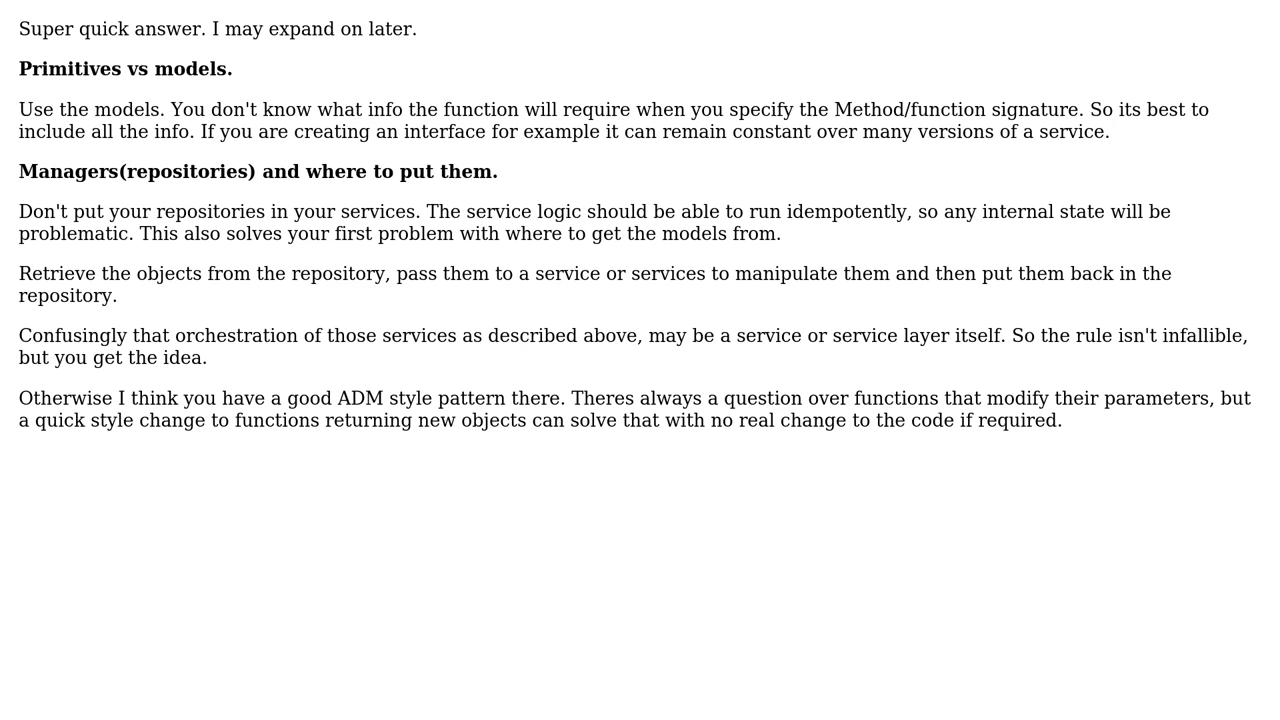 Super quick answer. I may expand on later.
Primitives vs models.
Use the models. You don't know what info the function will require when you specify the Method/function signature. So its best to
include all the info. If you are creating an interface for example it can remain constant over many versions of a service.
Managers(repositories) and where to put them.
Don't put your repositories in your services. The service logic should be able to run idempotently, so any internal state will be
problematic. This also solves your first problem with where to get the models from.
Retrieve the objects from the repository, pass them to a service or services to manipulate them and then put them back in the
repository.
Confusingly that orchestration of those services as described above, may be a service or service layer itself. So the rule isn't infallible,
but you get the idea.
Otherwise I think you have a good ADM style pattern there. Theres always a question over functions that modify their parameters, but
a quick style change to functions returning new objects can solve that with no real change to the code if required.